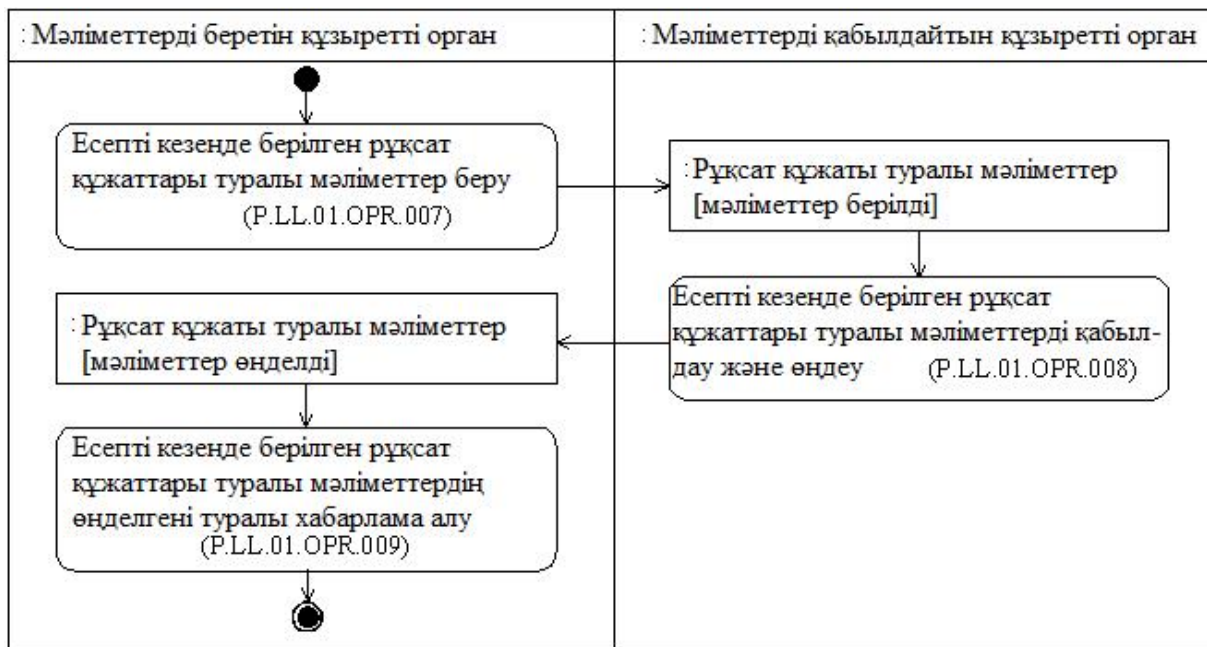 : Мәліметтерді беретін құзыретті орган
: Мәліметтерді қабылдайтын құзыретті орган
Есепті кезеңде берілген рұқсат
құжаттары туралы мәліметтер беру
(P.LL.01.OPR.007)
: Рұқсат құжаты туралы мәліметтер
[мәліметтер берілді]
Есепті кезеңде берілген рұқсат
құжаттары туралы мәліметтерді қабыл-
дау және өңдеу (P.LL.01.OPR.008)
: Рұқсат құжаты туралы мәліметтер
[мәліметтер өңделді]
Есепті кезеңде берілген рұқсат
құжаттары туралы мәліметтердің
өңделгені туралы хабарлама алу
(P.LL.01.OPR.009)